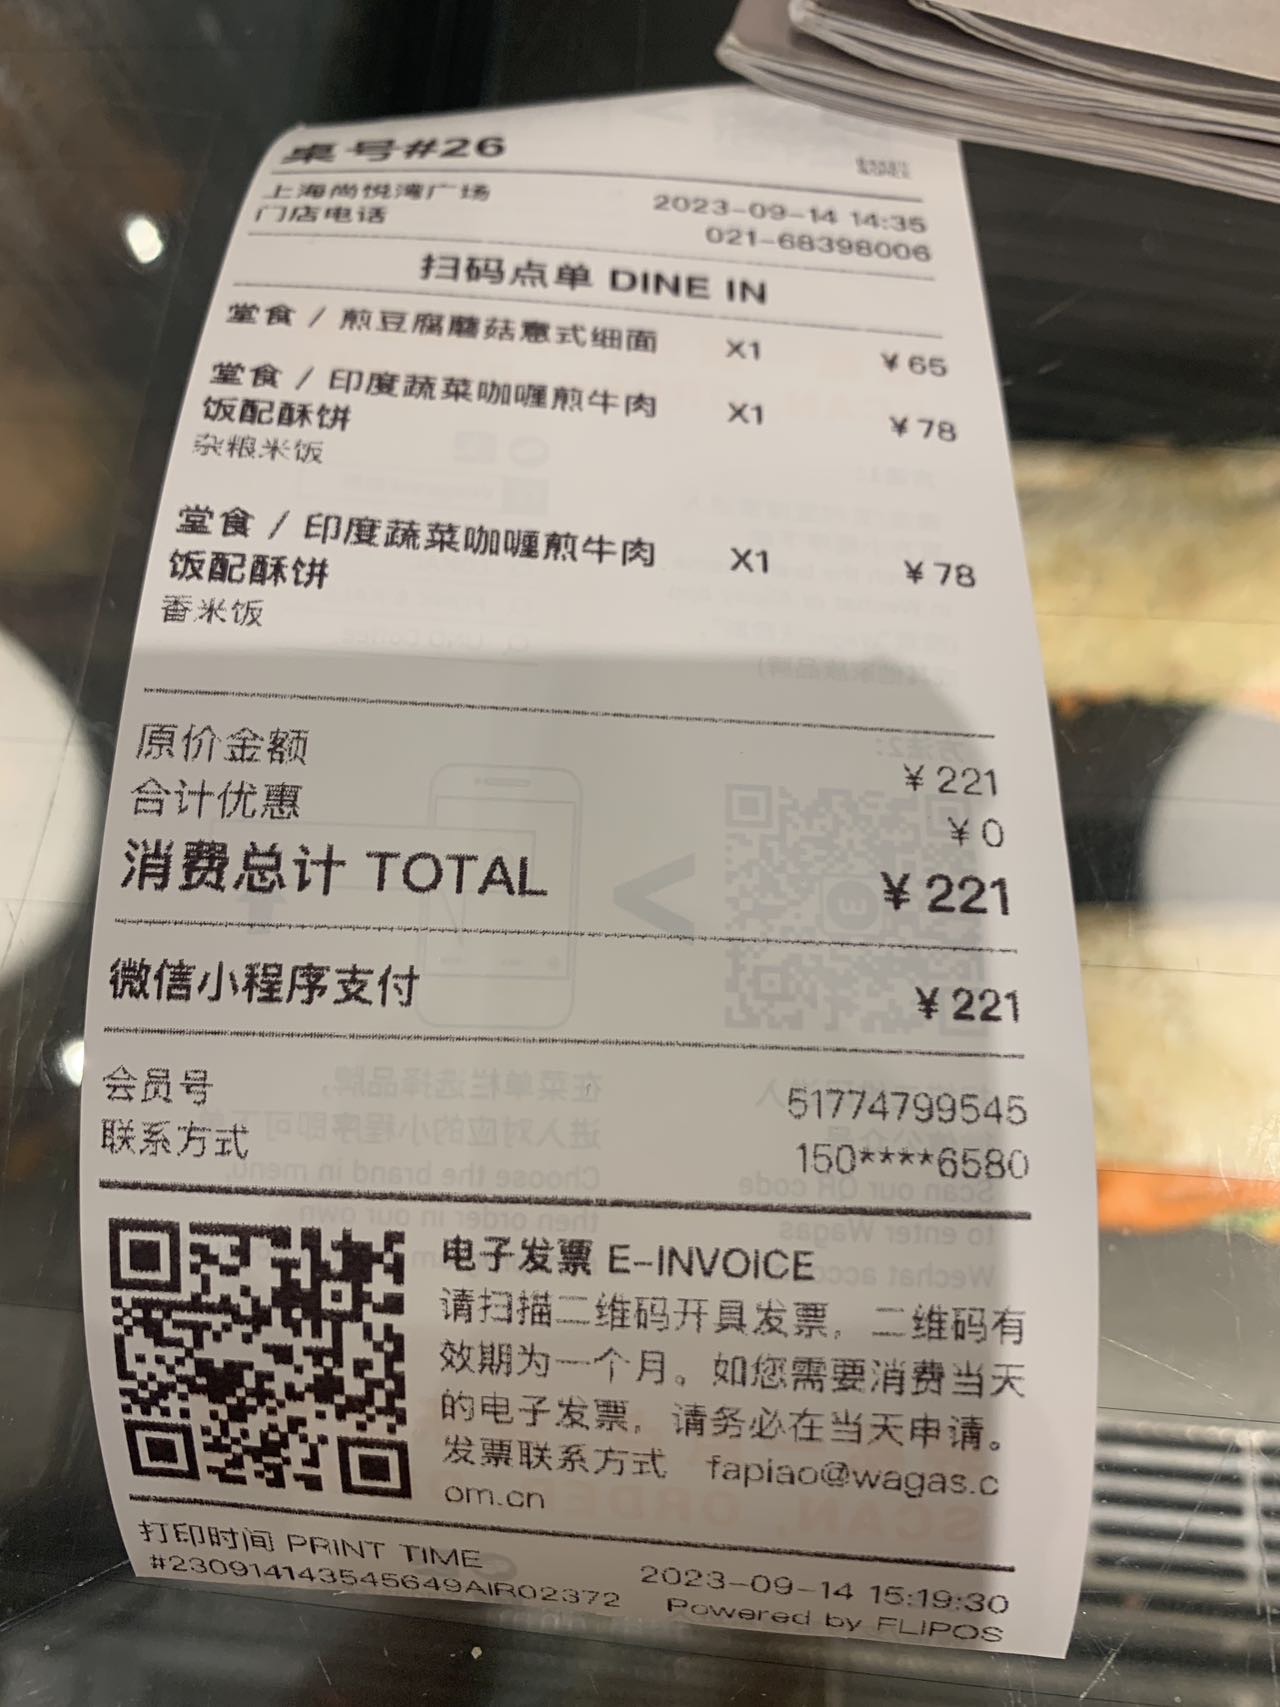 桌号#26
上海尚悦湾广场 2023-09-14 14:35
门店电话 021-68398006
扫码点单 DINE IN
堂食 / 煎豆腐蘑菇意式细面 X1 ¥65
堂食 / 印度蔬菜咖喱煎牛肉 X1 ¥78
饭配酥饼
杂粮米饭
堂食 / 印度蔬菜咖喱煎牛肉 X1 ¥78
饭配酥饼
香米饭
原价金额 ¥221
合计优惠 ¥0
消费总计 TOTAL ¥221
微信小程序支付 ¥221
会员号 51774799545
联系方式 150****6580
电子发票 E-INVOICE
请扫描二维码开具发票，二维码有
效期为一个月。如您需要消费当天
的电子发票，请务必在当天申请。
发票联系方式 fapiao@wagas.c
om.cn
打印时间 PRINT TIME 2023-09-14 15:19:30
#230914143545649AIR02372 Powered by FLIPOS